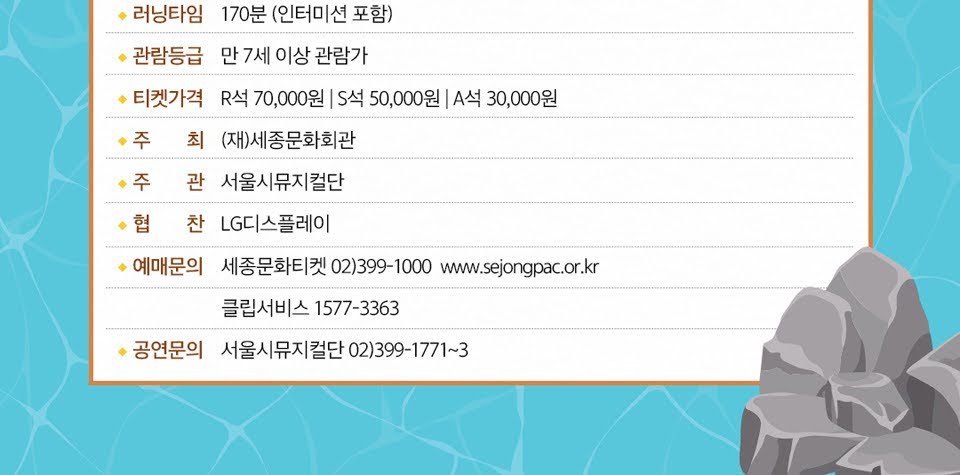 러닝타임 170분 (인터미션 포함)
관람등급 만 7세 이상 관람가
티켓가격 R석 70,000원 | S석 50,000원 | A석 30,000원
주 최 (재)세종문화회관
주 관 서울시뮤지컬단
협 찬 LG디스플레이
예매문의 세종문화티켓 02)399-1000 www.sejongpac.or.kr
클립서비스 1577-3363
공연문의 서울시뮤지컬단 02)399-1771~3